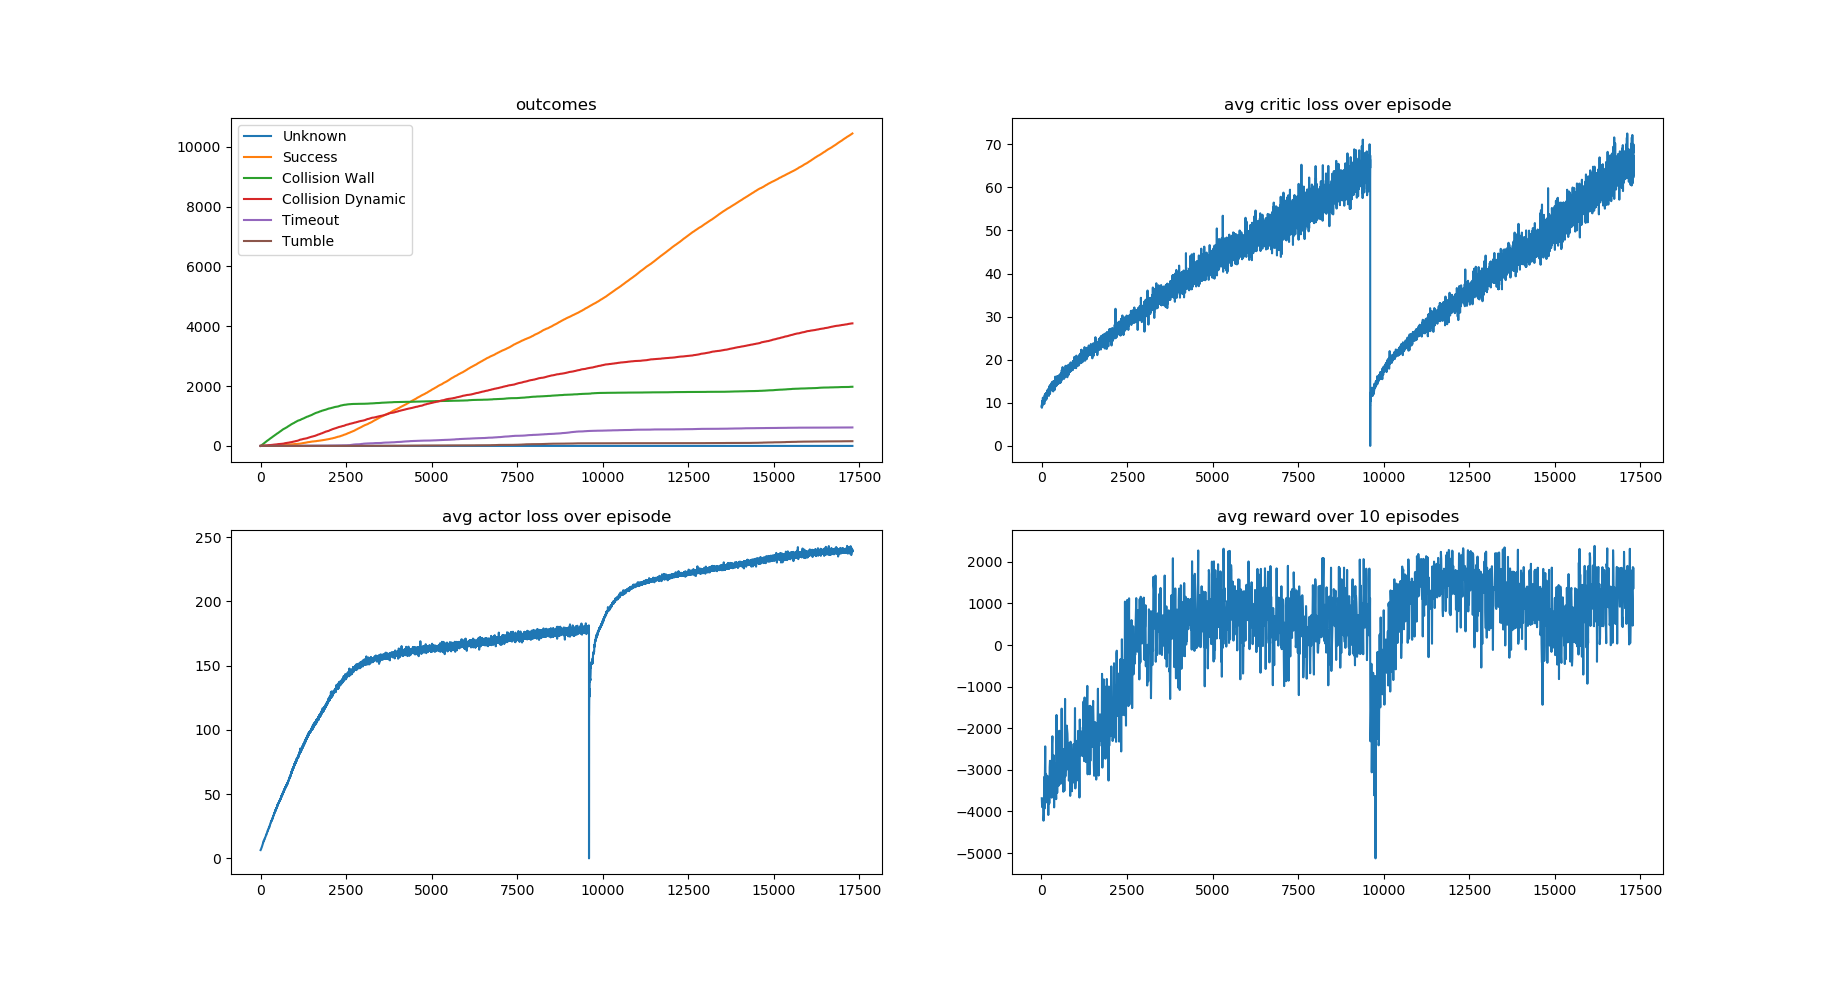 outcomes
10000
8000
6000
4000
2000
0
Unknown
Success
Collision Wall
Collision Dynamic
Timeout
Tumble
0 2500 5000 7500 10000 12500 15000 17500
avg critic loss over episode
70
60
50
40
30
20
10
0
0 2500 5000 7500 10000 12500 15000 17500
avg actor loss over episode
250
200
150
100
50
0
0 2500 5000 7500 10000 12500 15000 17500
avg reward over 10 episodes
2000
1000
0
−1000
−2000
−3000
−4000
−5000
0 2500 5000 7500 10000 12500 15000 17500